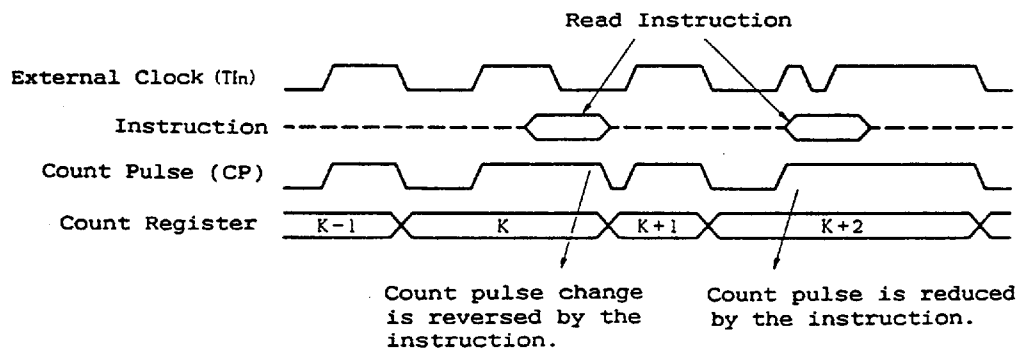 Read Instruction
External Clock (TIn)
Instruction
Count Pulse (CP)
Count Register
K-1
K
K+1
K+2
Count pulse change
is reversed by the
instruction.
Count pulse is reduced
by the instruction.